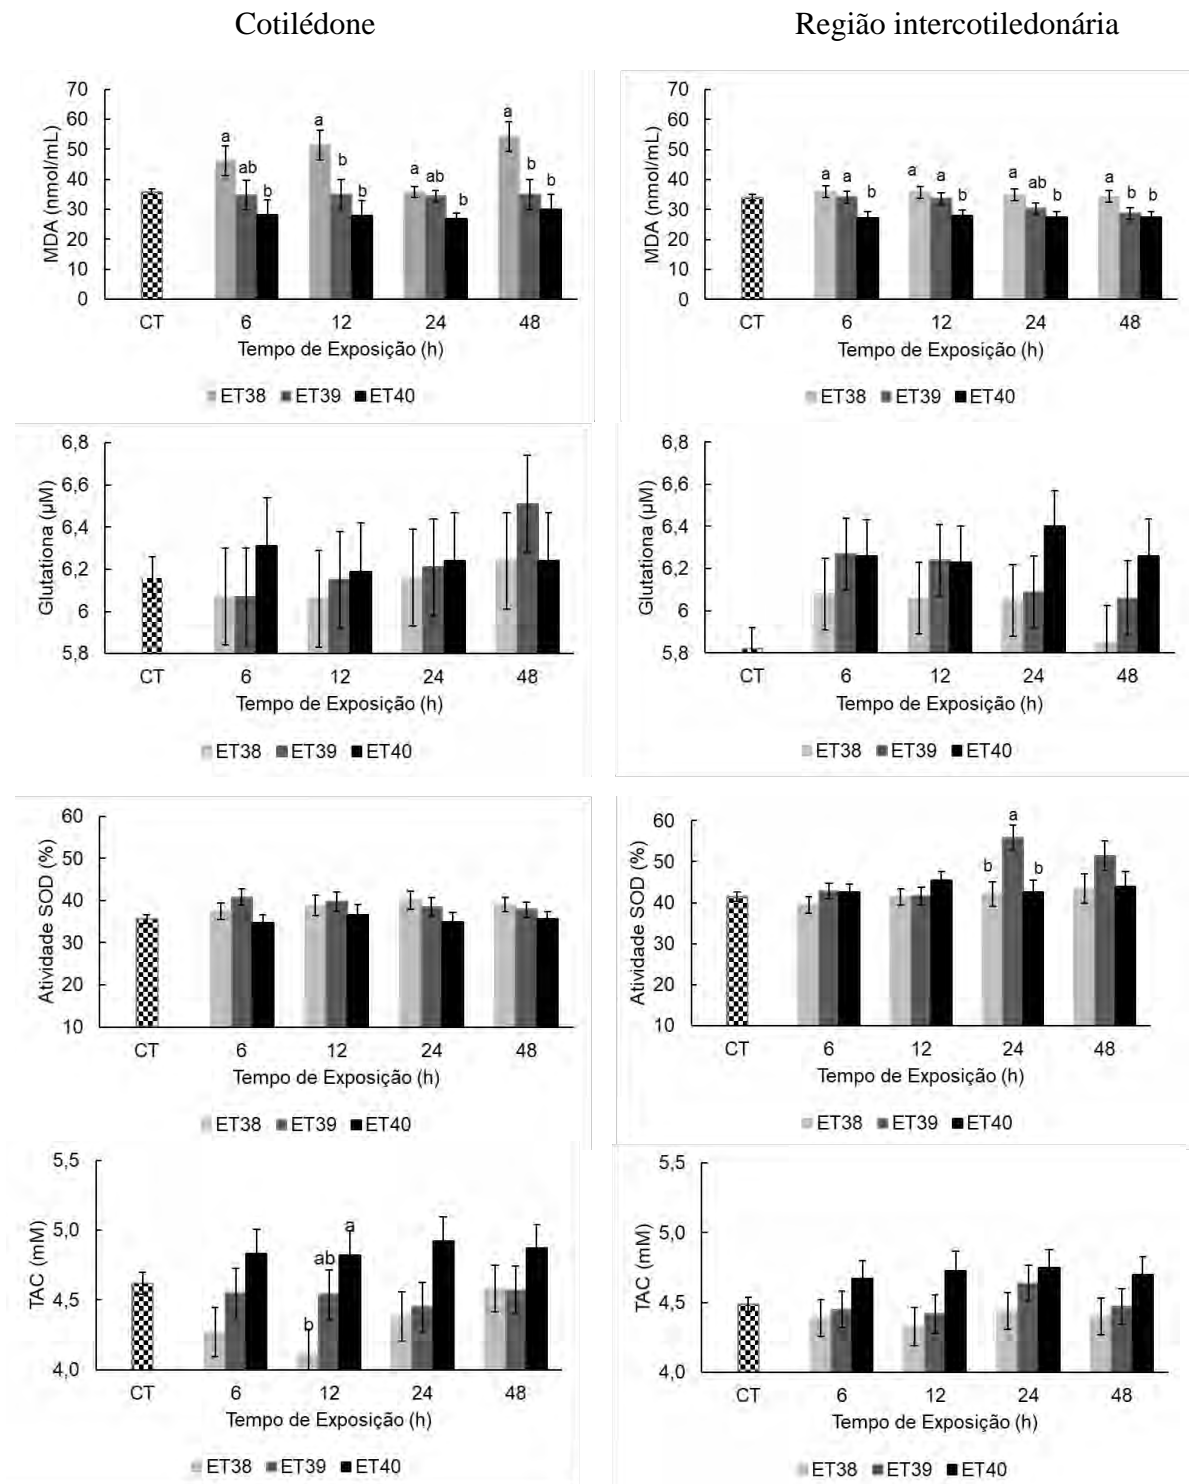 Cotilédone
Região intercotiledonária
70
60
50
40
30
20
10
0
MDA (nmol/mL)
a
ab
b
a
b
b
a
ab
b
a
b
b
CT
6
12
24
48
Tempo de Exposição (h)
ET38 ET39 ET40
70
60
50
40
30
20
10
0
MDA (nmol/mL)
a
a
b
a
a
b
a
ab
b
a
b
b
CT
6
12
24
48
Tempo de Exposição (h)
ET38 ET39 ET40
6,8
6,6
6,4
6,2
6
5,8
Glutationa (µM)
CT
6
12
24
48
Tempo de Exposição (h)
ET38 ET39 ET40
6,8
6,6
6,4
6,2
6
5,8
Glutationa (µM)
CT
6
12
24
48
Tempo de Exposição (h)
ET38 ET39 ET40
60
50
40
30
20
10
Atividade SOD (%)
CT
6
12
24
48
Tempo de Exposição (h)
ET38 ET39 ET40
60
50
40
30
20
10
Atividade SOD (%)
b
a
b
CT
6
12
24
48
Tempo de Exposição (h)
ET38 ET39 ET40
5,5
5,0
4,5
4,0
TAC (mM)
b
ab
a
CT
6
12
24
48
Tempo de Exposição (h)
ET38 ET39 ET40
5,5
5,0
4,5
4,0
TAC (mM)
CT
6
12
24
48
Tempo de Exposição (h)
ET38 ET39 ET40